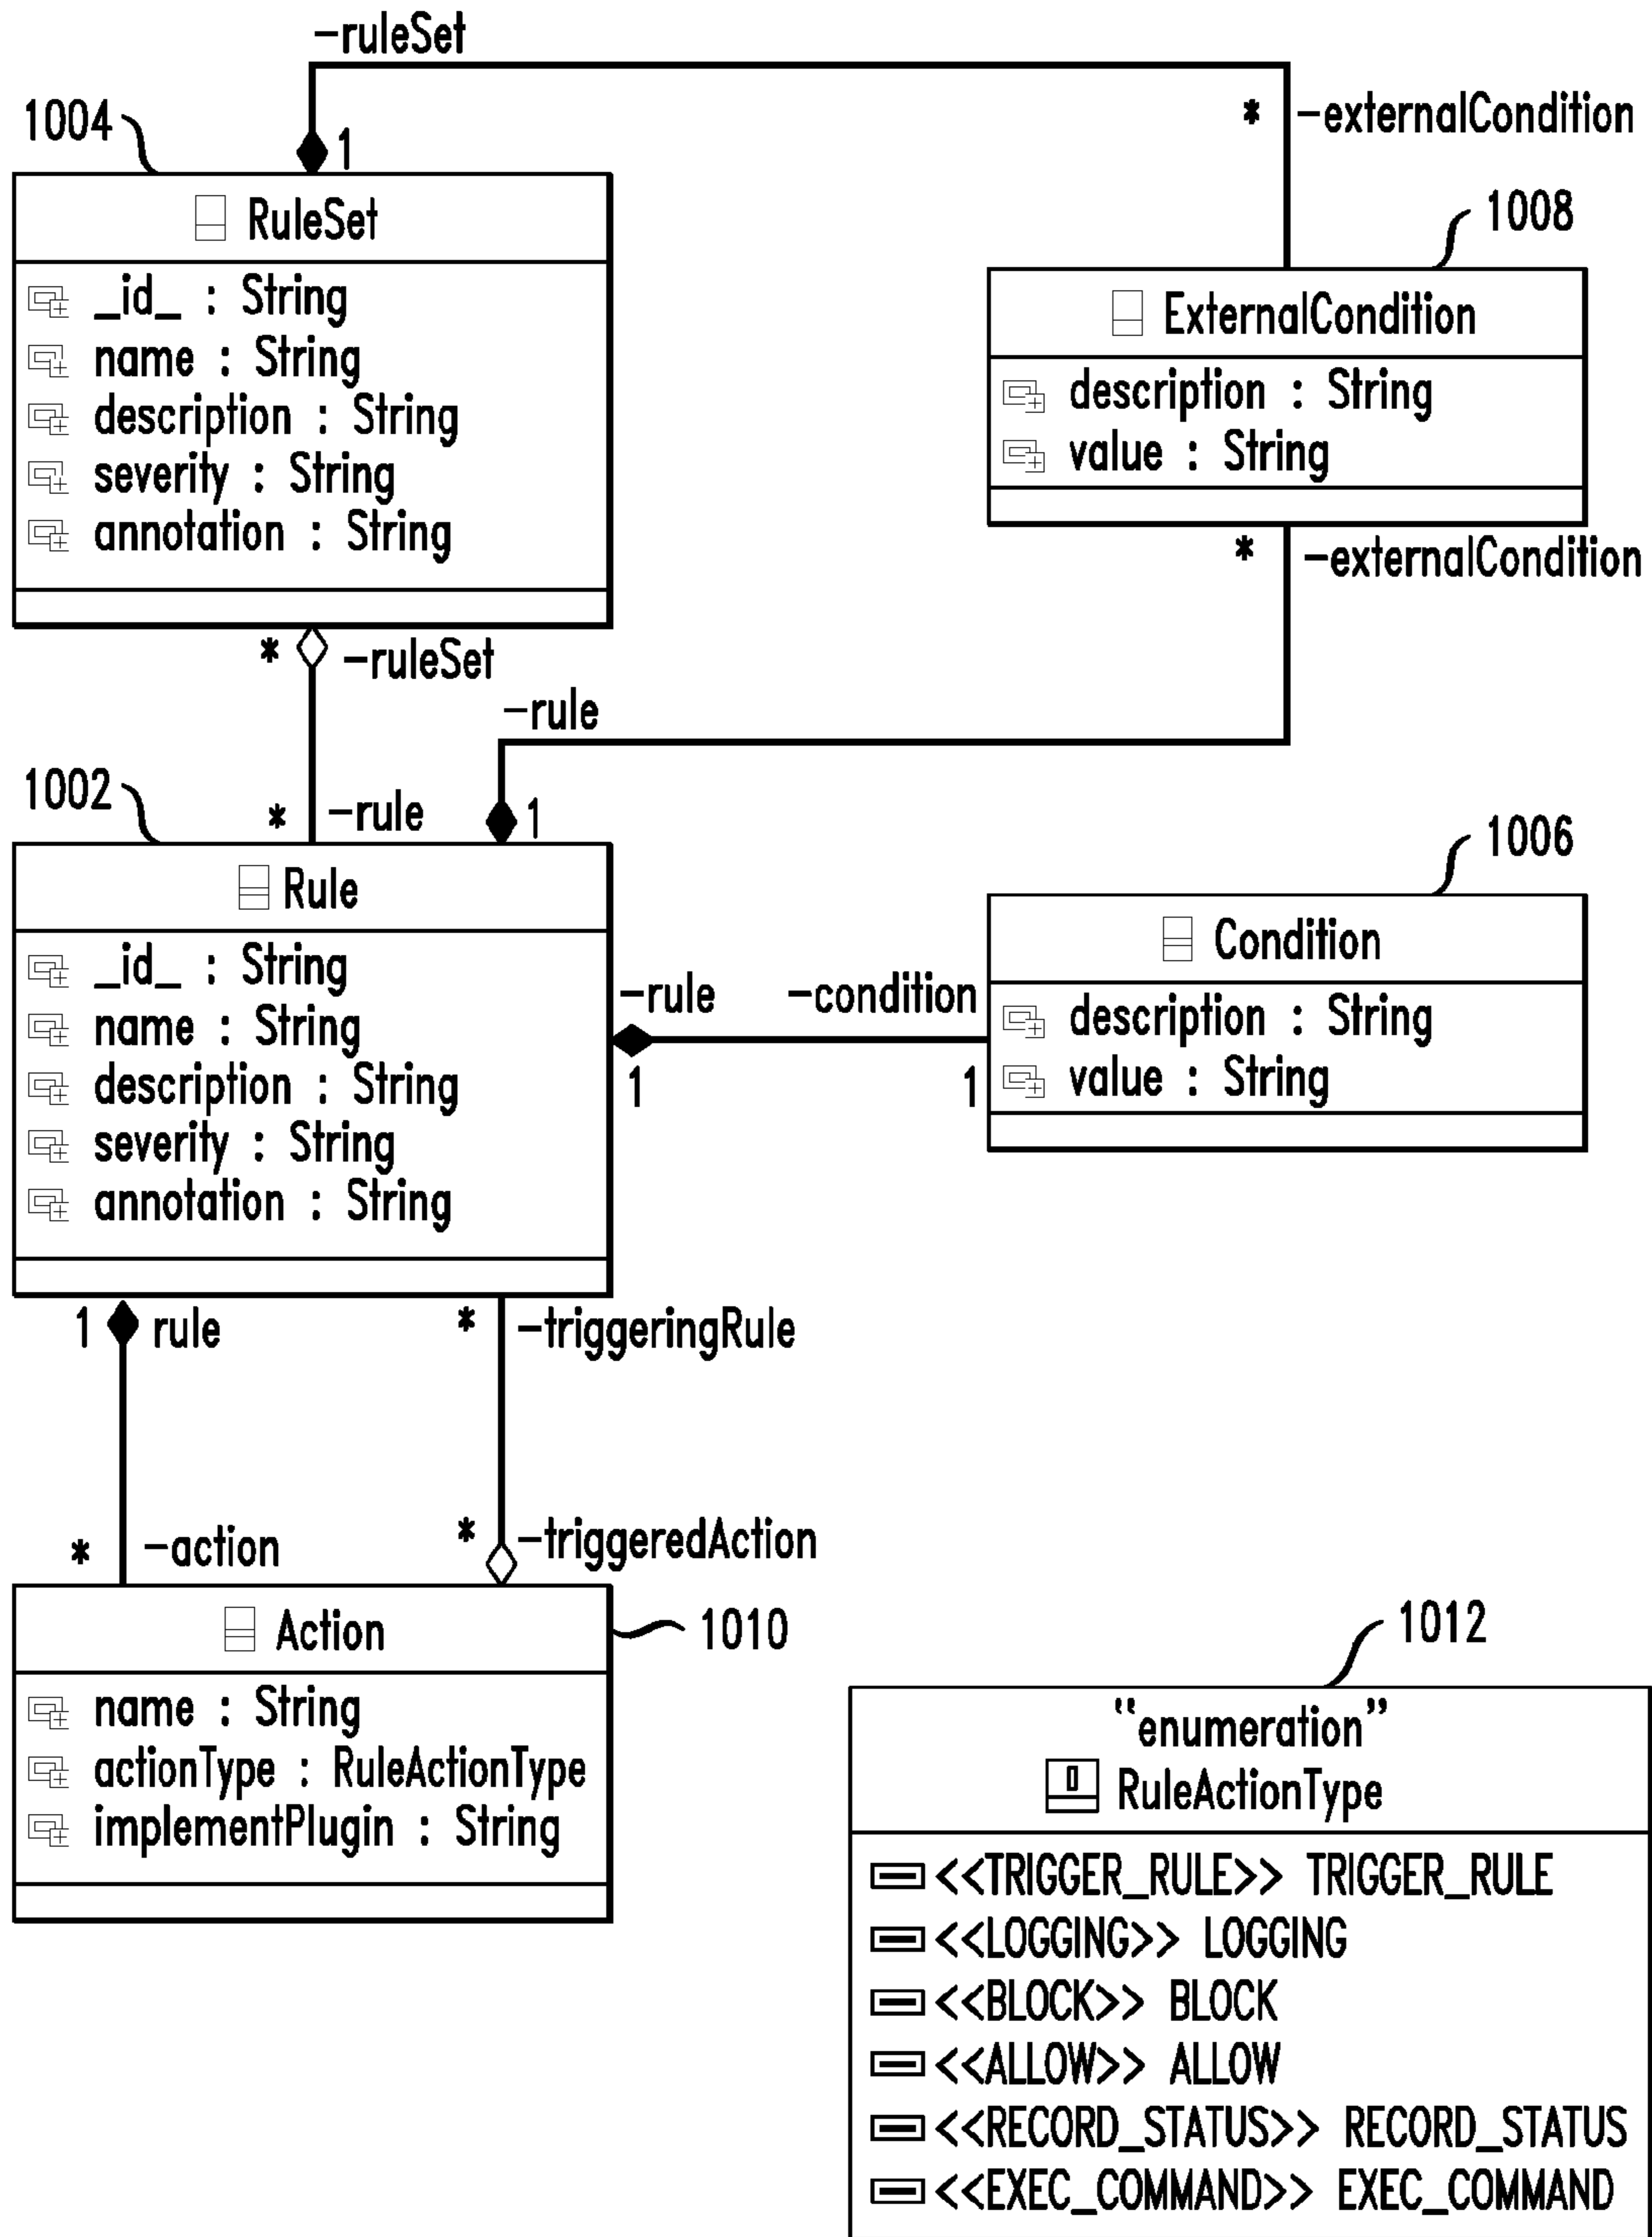 -ruleSet
1004
1
* -externalCondition
RuleSet
_id_ : String
name : String
description : String
severity : String
annotation : String
1008
ExternalCondition
description : String
value : String
* -externalCondition
* -ruleSet
-rule
1002
* -rule
1
Rule
_id_ : String
name : String
description : String
severity : String
annotation : String
-rule -condition
1 1
1006
Condition
description : String
value : String
1 rule
* -triggeringRule
* -action
* -triggeredAction
Action
1010
name : String
actionType : RuleActionType
implementPlugin : String
1012
“enumeration”
RuleActionType
<<TRIGGER_RULE>> TRIGGER_RULE
<<LOGGING>> LOGGING
<<BLOCK>> BLOCK
<<ALLOW>> ALLOW
<<RECORD_STATUS>> RECORD_STATUS
<<EXEC_COMMAND>> EXEC_COMMAND